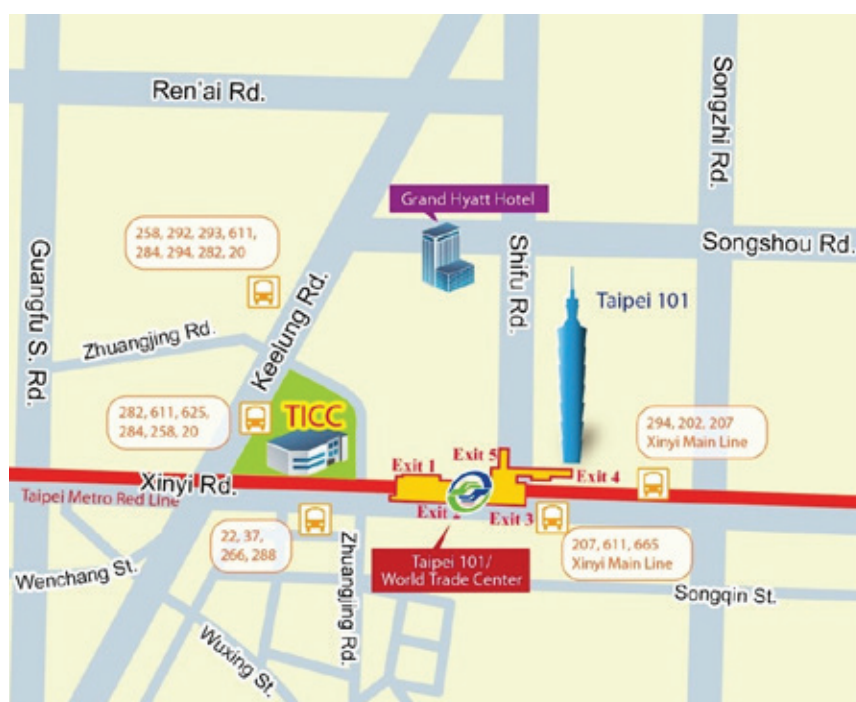 Ren'ai Rd.
Songzhi Rd.
Grand Hyatt Hotel
258, 292, 293, 611,
284, 294, 282, 20
Guangfu S. Rd.
Keelung Rd.
Shifu Rd.
Songshou Rd.
Taipei 101
Zhuangjing Rd.
282, 611, 625,
284, 258, 20
TICC
294, 202, 207
Xinyi Main Line
Exit 5
Exit 1
Exit 4
Xinyi Rd.
Taipei Metro Red Line
Exit 2
Exit 3
22, 37,
266, 288
Zhuangjing Rd.
Taipei 101/
World Trade Center
207, 611, 665
Xinyi Main Line
Wenchang St.
Songqin St.
Wuxing St.